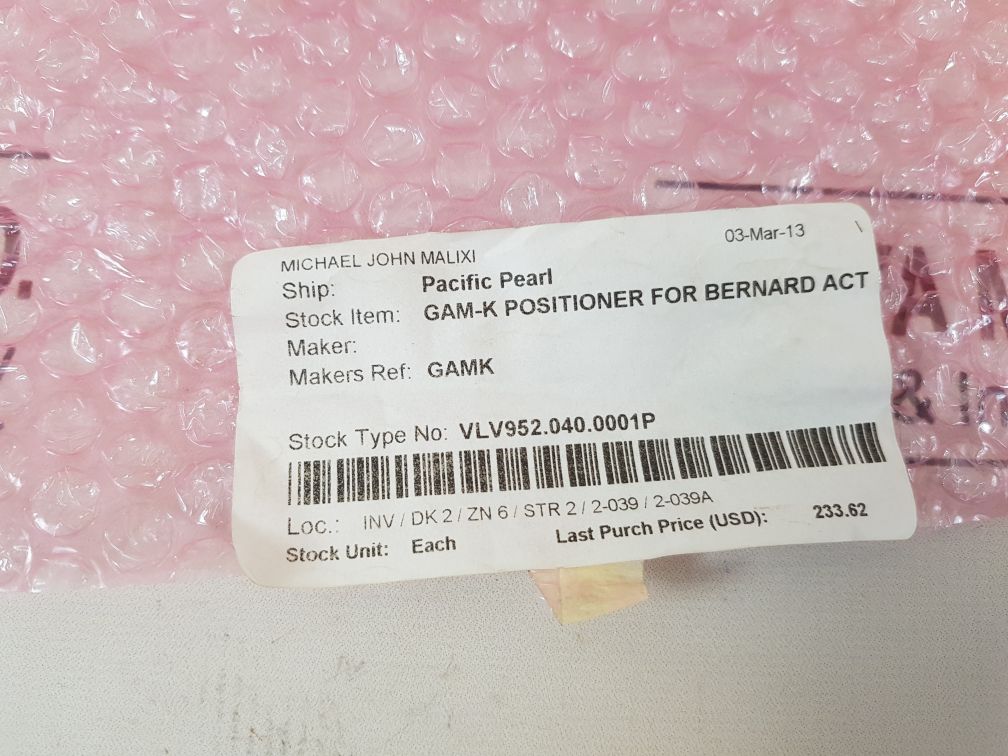 MICHAEL JOHN MALIXI
03-Mar-13
Ship: Pacific Pearl
Stock Item: GAM-K POSITIONER FOR BERNARD ACT
Maker:
Makers Ref: GAMK
Stock Type No: VLV952.040.0001P
Loc.: INV / DK 2 / ZN 6 / STR 2 / 2-039 / 2-039A
Stock Unit: Each
Last Purch Price (USD): 233.62